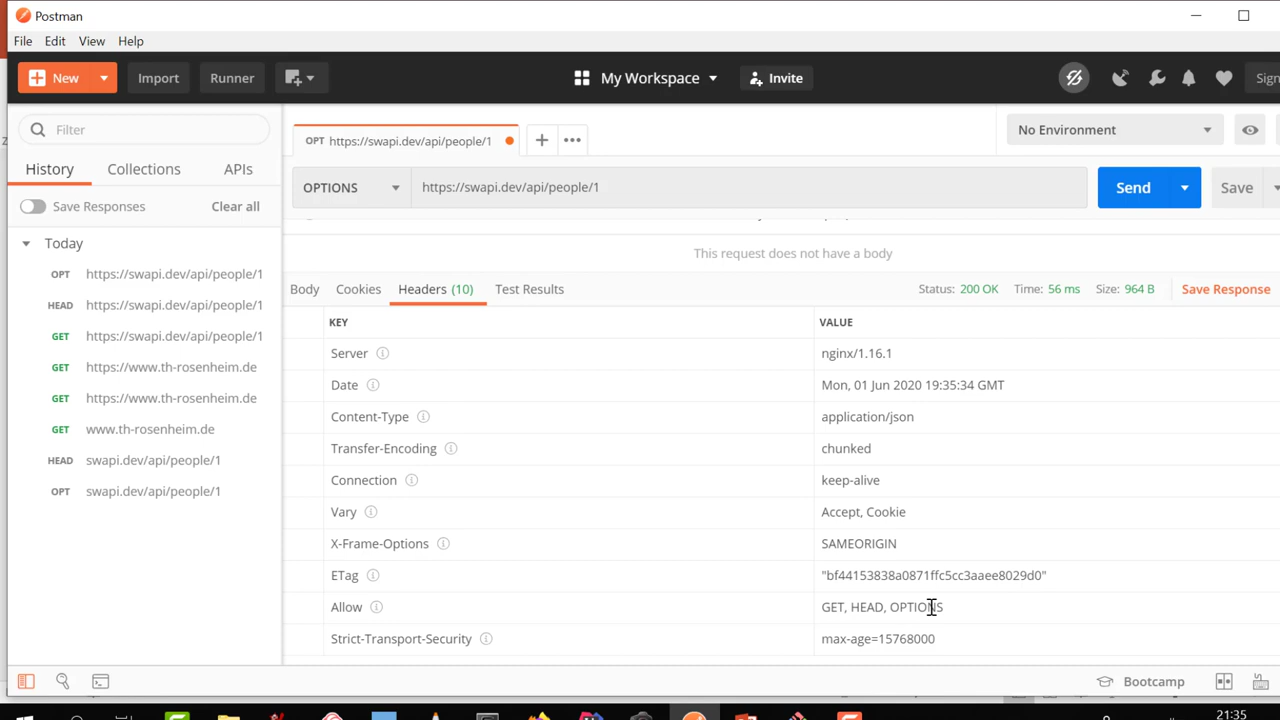 Postman
File Edit View Help
New Import Runner My Workspace Invite Sign
Filter
OPT https://swapi.dev/api/people/1
No Environment
History Collections APIs
OPTIONS https://swapi.dev/api/people/1 Send Save
Save Responses Clear all
Today
This request does not have a body
OPT https://swapi.dev/api/people/1
HEAD https://swapi.dev/api/people/1
GET https://swapi.dev/api/people/1
GET https://www.th-rosenheim.de
GET https://www.th-rosenheim.de
GET www.th-rosenheim.de
HEAD swapi.dev/api/people/1
OPT swapi.dev/api/people/1
Body Cookies Headers (10) Test Results Status: 200 OK Time: 56 ms Size: 964 B Save Response
KEY VALUE
Server nginx/1.16.1
Date Mon, 01 Jun 2020 19:35:34 GMT
Content-Type application/json
Transfer-Encoding chunked
Connection keep-alive
Vary Accept, Cookie
X-Frame-Options SAMEORIGIN
ETag "bf44153838a0871ffc5cc3aaee8029d0"
Allow GET, HEAD, OPTIONS
Strict-Transport-Security max-age=15768000
Bootcamp
21:35